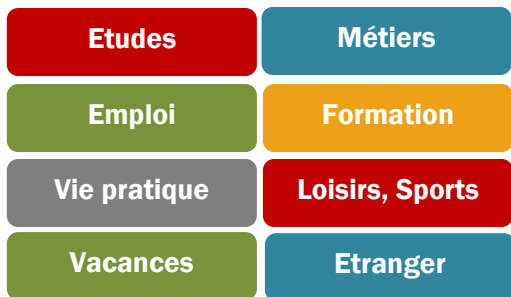 Etudes
Métiers
Emploi
Formation
Vie pratique
Loisirs, Sports
Vacances
Etranger